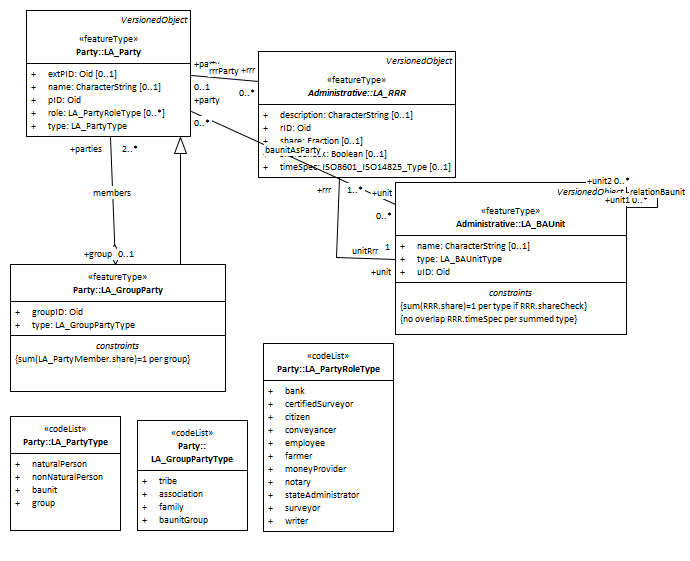 VersionedObject
«featureType»
Party::LA_Party
+ extPID: Oid [0..1]
+ name: CharacterString [0..1]
+ pID: Oid
+ role: LA_PartyRoleType [0..*]
+ type: LA_PartyType
+party
rrrParty +rrr
0..1
0..*
+party
0..*
VersionedObject
«featureType»
Administrative::LA_RRR
+ description: CharacterString [0..1]
+ rID: Oid
+ share: Fraction [0..1]
: Boolean [0..1]
+ timeSpec: ISO8601_ISO14825_Type [0..1]
baunitAsParty
+parties 2..*
members
+group 0..1
+rrr 1..*
+unit
0..*
unitRrr 1
+unit
+unit2 0..*
relationBaunit
+unit1 0..*
VersionedObject
«featureType»
Administrative::LA_BAUnit
+ name: CharacterString [0..1]
+ type: LA_BAUnitType
+ uID: Oid
constraints
{sum(RRR.share)=1 per type if RRR.shareCheck}
{no overlap RRR.timeSpec per summed type}
«featureType»
Party::LA_GroupParty
+ groupID: Oid
+ type: LA_GroupPartyType
constraints
{sum(LA_PartyMember.share)=1 per group}
«codeList»
Party::LA_PartyType
+ naturalPerson
+ nonNaturalPerson
+ baunit
+ group
«codeList»
Party::
LA_GroupPartyType
+ tribe
+ association
+ family
+ baunitGroup
«codeList»
Party::LA_PartyRoleType
+ bank
+ certifiedSurveyor
+ citizen
+ conveyancer
+ employee
+ farmer
+ moneyProvider
+ notary
+ stateAdministrator
+ surveyor
+ writer